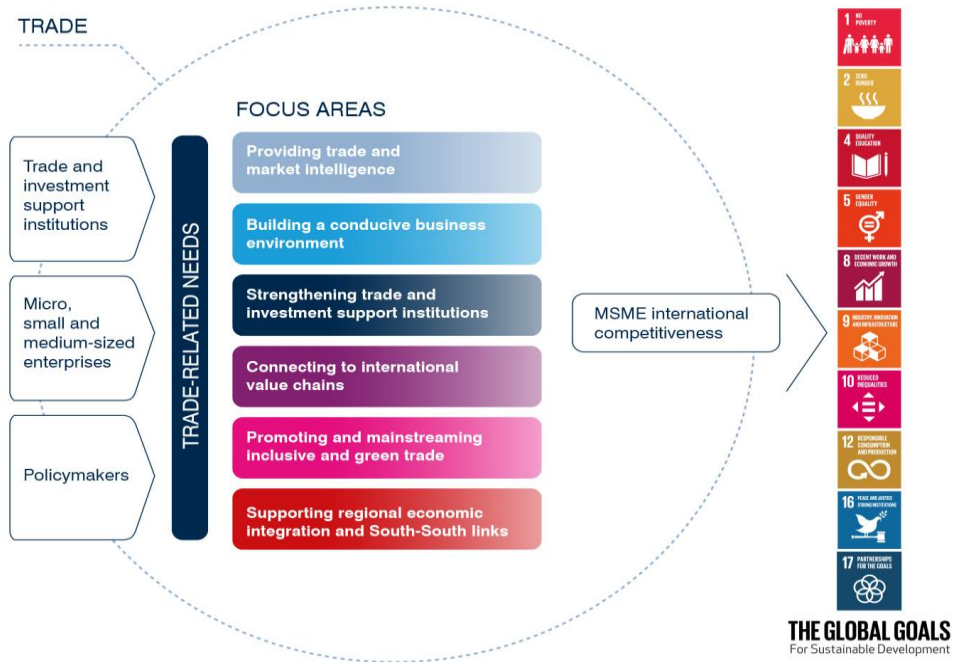 TRADE
Trade and
investment
support
institutions
Micro,
small and
medium-sized
enterprises
Policymakers
TRADE-RELATED NEEDS
FOCUS AREAS
Providing trade and
market intelligence
Building a conducive business
environment
Strengthening trade and
investment support institutions
Connecting to international
value chains
Promoting and mainstreaming
inclusive and green trade
Supporting regional economic
integration and South-South links
MSME international
competitiveness
1 NO
POVERTY
2 ZERO
HUNGER
4 QUALITY
EDUCATION
5 GENDER
EQUALITY
8 DECENT WORK AND
ECONOMIC GROWTH
9 INDUSTRY, INNOVATION
AND INFRASTRUCTURE
10 REDUCED
INEQUALITIES
12 RESPONSIBLE
CONSUMPTION
AND PRODUCTION
16 PEACE AND JUSTICE
STRONG INSTITUTIONS
17 PARTNERSHIPS
FOR THE GOALS
THE GLOBAL GOALS
For Sustainable Development